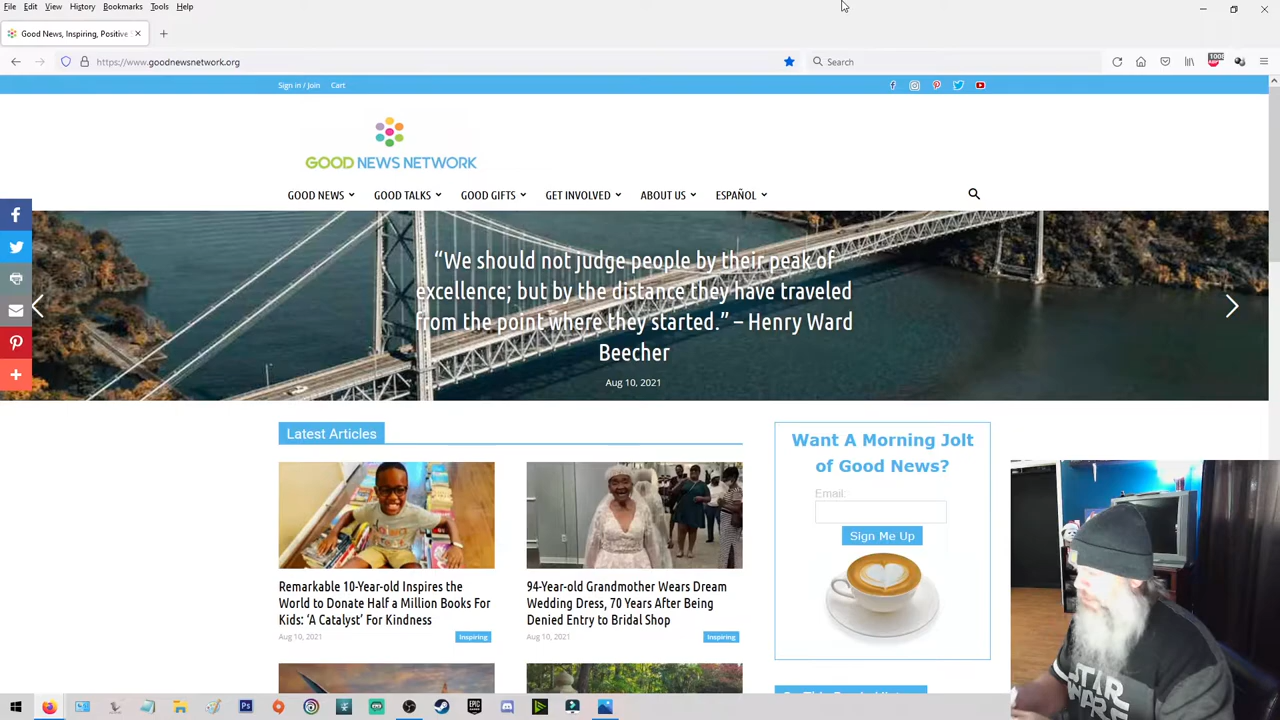 File Edit View History Bookmarks Tools Help
Good News, Inspiring, Positive
https://www.goodnewsnetwork.org
Search
Sign in / Join Cart
GOOD NEWS NETWORK
GOOD NEWS GOOD TALKS GOOD GIFTS GET INVOLVED ABOUT US ESPAÑOL
“We should not judge people by their peak of
excellence; but by the distance they have traveled
from the point where they started.” – Henry Ward
Beecher
Aug 10, 2021
Latest Articles
Remarkable 10-Year-old Inspires the
World to Donate Half a Million Books For
Kids: ‘A Catalyst’ For Kindness
Aug 10, 2021 Inspiring
94-Year-old Grandmother Wears Dream
Wedding Dress, 70 Years After Being
Denied Entry to Bridal Shop
Aug 10, 2021 Inspiring
Want A Morning Jolt
of Good News?
Email:
Sign Me Up
STAR
WARS